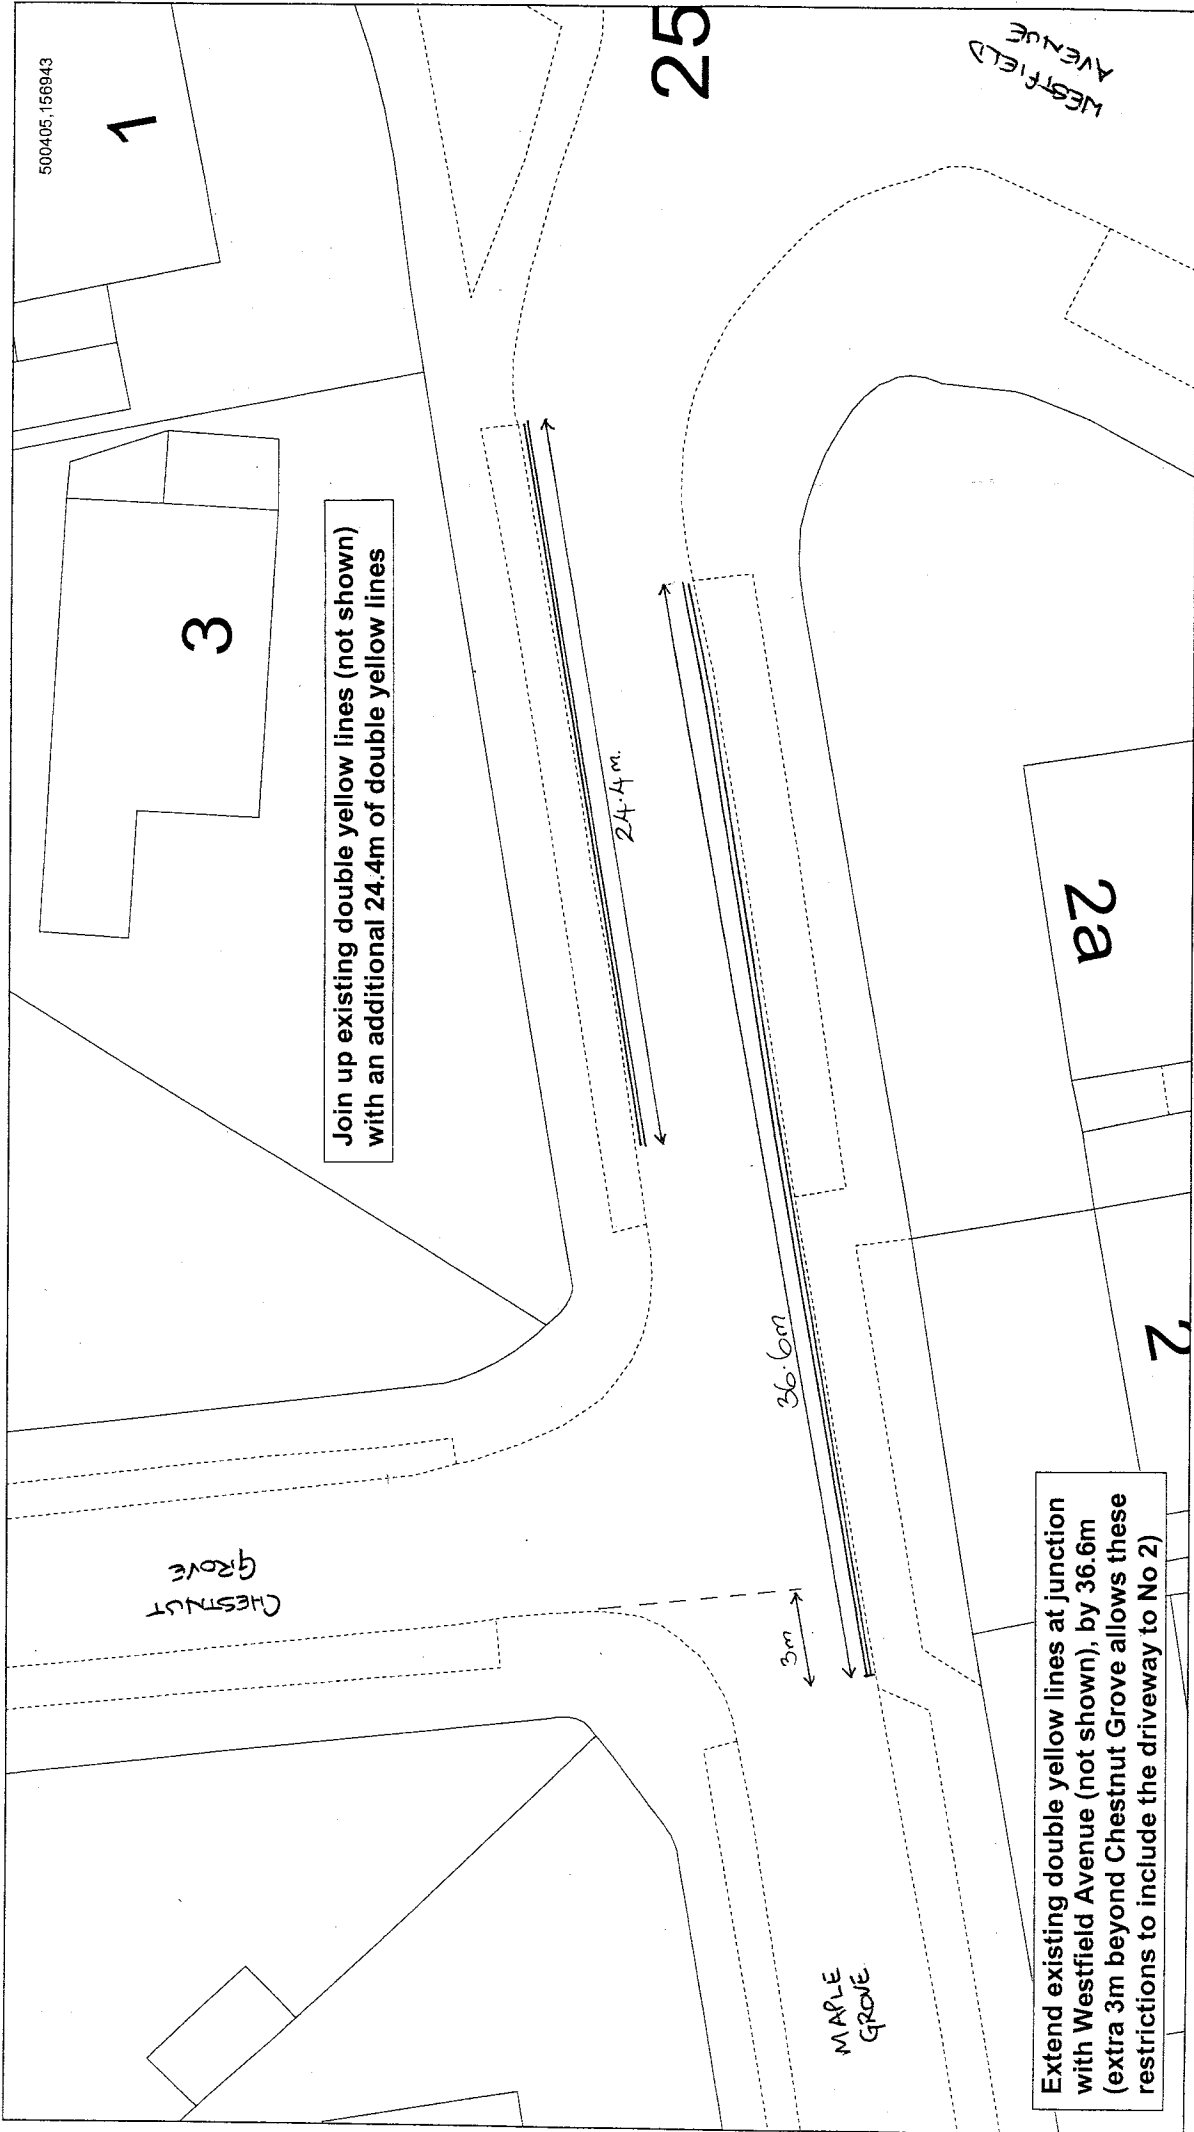 500405,156943
1
25
WESTFIELD
AVENUE
3
Join up existing double yellow lines (not shown)
with an additional 24.4m of double yellow lines
24.4m.
2a
36.6m
2
CHESTNUT
GROVE
3m
MAPLE
GROVE
Extend existing double yellow lines at junction
with Westfield Avenue (not shown), by 36.6m
(extra 3m beyond Chestnut Grove allows these
restrictions to include the driveway to No 2)